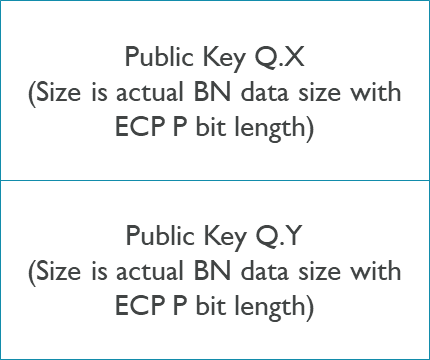 Public Key Q.X
(Size is actual BN data size with
ECP P bit length)
Public Key Q.Y
(Size is actual BN data size with
ECP P bit length)